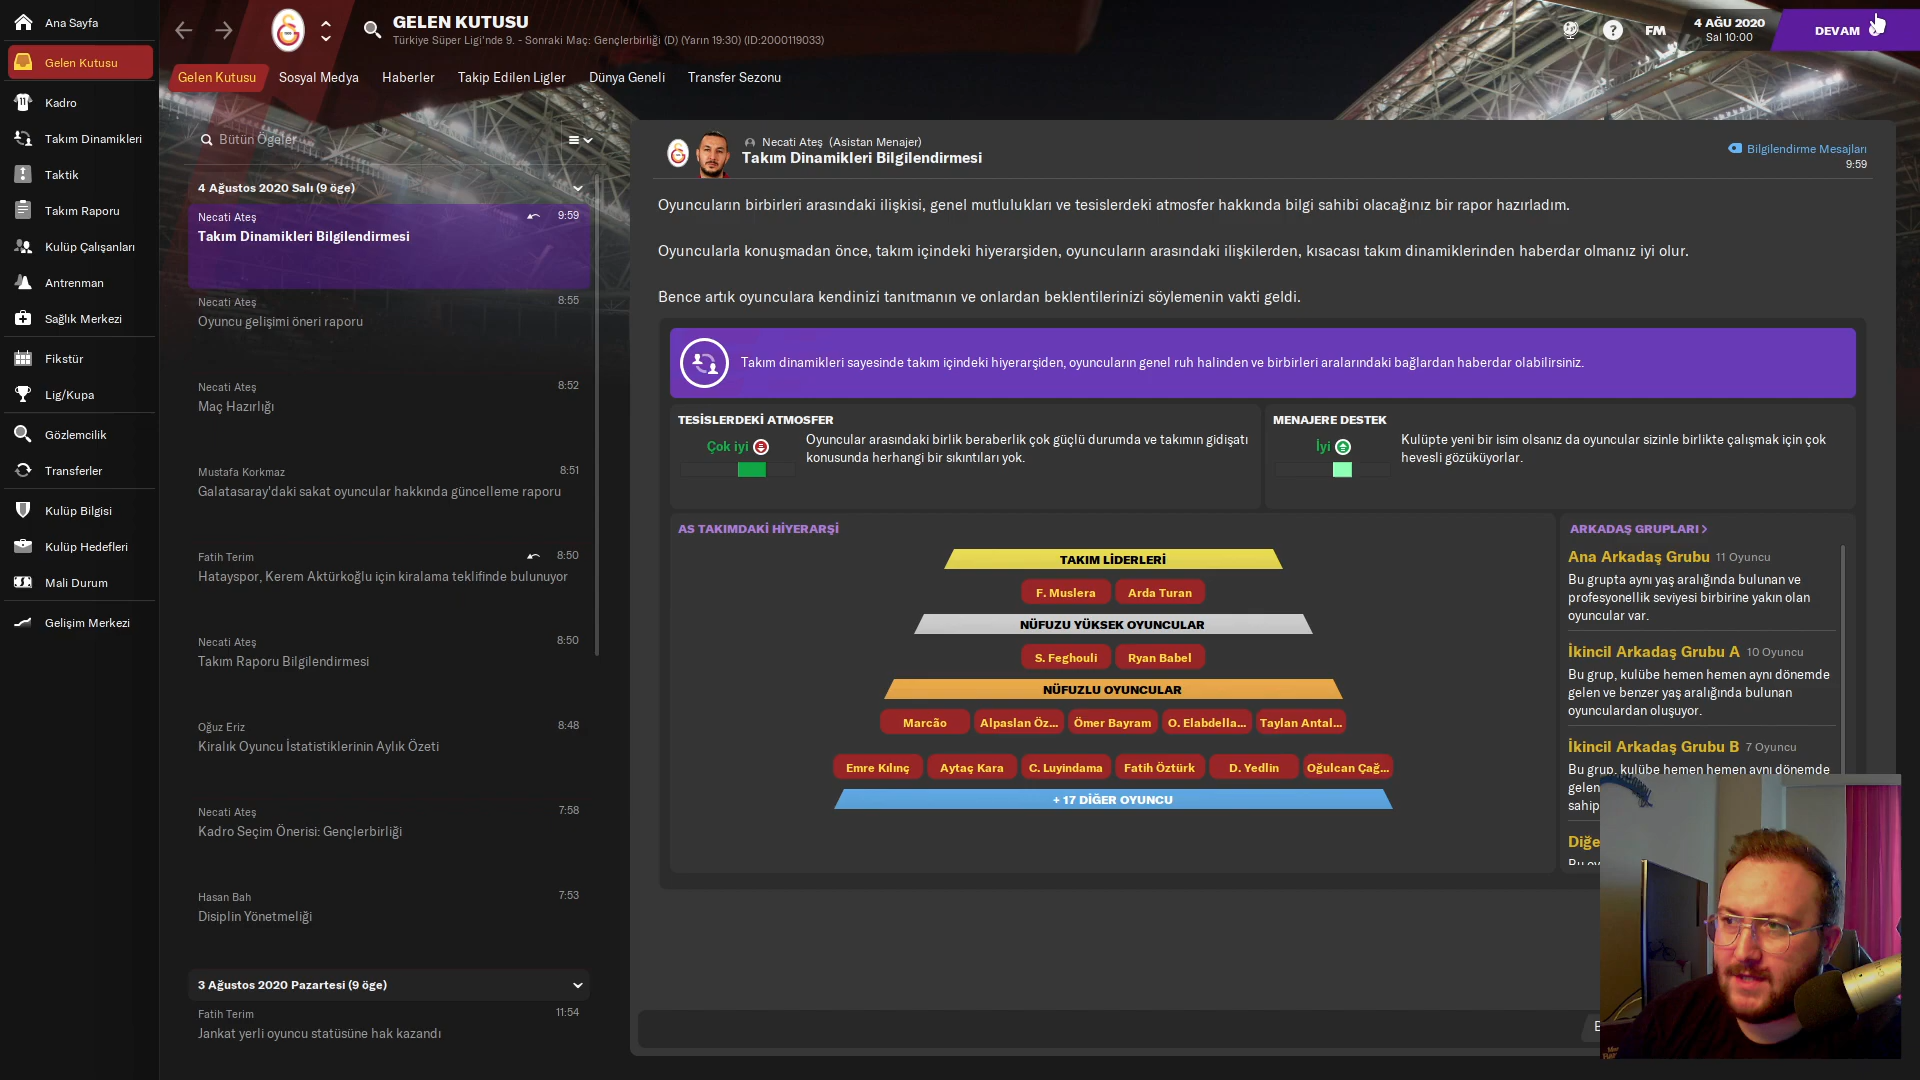 Ana Sayfa
Gelen Kutusu
Kadro
Takım Dinamikleri
Taktik
Takım Raporu
Kulüp Çalışanları
Antrenman
Sağlık Merkezi
Fikstür
Lig/Kupa
Gözlemcilik
Transferler
Kulüp Bilgisi
Kulüp Hedefleri
Mali Durum
Gelişim Merkezi
GELEN KUTUSU
Türkiye Süper Ligi'nde 9. - Sonraki Maç: Gençlerbirliği (D) (Yarın 19:30) (ID:2000119033)
FM
4 AĞU 2020
Sal 10:00
DEVAM
Gelen Kutusu
Sosyal Medya
Haberler
Takip Edilen Ligler
Dünya Geneli
Transfer Sezonu
Bütün Ögeler
4 Ağustos 2020 Salı (9 öge)
Necati Ateş 9:59
Takım Dinamikleri Bilgilendirmesi
Necati Ateş 8:55
Oyuncu gelişimi öneri raporu
Necati Ateş 8:52
Maç Hazırlığı
Mustafa Korkmaz 8:51
Galatasaray'daki sakat oyuncular hakkında güncelleme raporu
Fatih Terim 8:50
Hatayspor, Kerem Aktürkoğlu için kiralama teklifinde bulunuyor
Necati Ateş 8:50
Takım Raporu Bilgilendirmesi
Oğuz Eriz 8:48
Kiralık Oyuncu İstatistiklerinin Aylık Özeti
Necati Ateş 7:58
Kadro Seçim Önerisi: Gençlerbirliği
Hasan Bah 7:53
Disiplin Yönetmeliği
3 Ağustos 2020 Pazartesi (9 öge)
Fatih Terim 11:54
Jankat yerli oyuncu statüsüne hak kazandı
Necati Ateş (Asistan Menajer)
Takım Dinamikleri Bilgilendirmesi
Bilgilendirme Mesajları
9:59
Oyuncuların birbirleri arasındaki ilişkisi, genel mutlulukları ve tesislerdeki atmosfer hakkında bilgi sahibi olacağınız bir rapor hazırladım.
Oyuncularla konuşmadan önce, takım içindeki hiyerarşiden, oyuncuların arasındaki ilişkilerden, kısacası takım dinamiklerinden haberdar olmanız iyi olur.
Bence artık oyunculara kendinizi tanıtmanın ve onlardan beklentilerinizi söylemenin vakti geldi.
Takım dinamikleri sayesinde takım içindeki hiyerarşiden, oyuncuların genel ruh halinden ve birbirleri aralarındaki bağlardan haberdar olabilirsiniz.
TESİSLERDEKİ ATMOSFER
Çok iyi
Oyuncular arasındaki birlik beraberlik çok güçlü durumda ve takımın gidişatı
konusunda herhangi bir sıkıntıları yok.
MENAJERE DESTEK
İyi
Kulüpte yeni bir isim olsanız da oyuncular sizinle birlikte çalışmak için çok
hevesli gözüküyorlar.
AS TAKIMDAKİ HİYERARŞİ
TAKIM LİDERLERİ
F. Muslera Arda Turan
NÜFUZU YÜKSEK OYUNCULAR
S. Feghouli Ryan Babel
NÜFUZLU OYUNCULAR
Marcão Alpaslan Öz... Ömer Bayram O. Elabdella... Taylan Antal...
Emre Kılınç Aytaç Kara C. Luyindama Fatih Öztürk D. Yedlin Oğulcan Çağ...
+ 17 DİĞER OYUNCU
ARKADAŞ GRUPLARI >
Ana Arkadaş Grubu 11 Oyuncu
Bu grupta aynı yaş aralığında bulunan ve
profesyonellik seviyesi birbirine yakın olan
oyuncular var.
İkincil Arkadaş Grubu A 10 Oyuncu
Bu grup, kulübe hemen hemen aynı dönemde
gelen ve benzer yaş aralığında bulunan
oyunculardan oluşuyor.
İkincil Arkadaş Grubu B 7 Oyuncu
Bu grup, kulübe hemen hemen aynı dönemde
gelen
sahip
Diğe